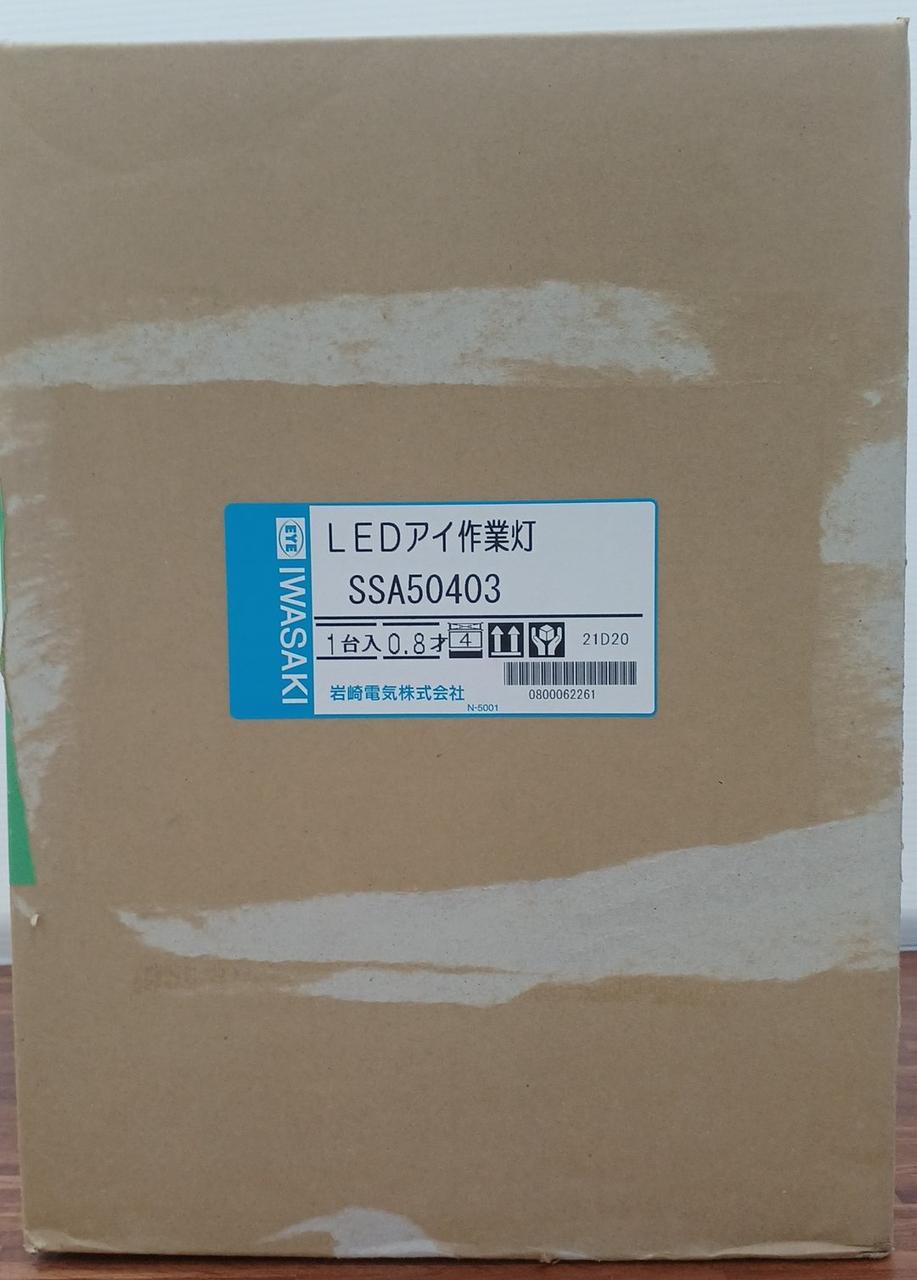 EYE
IWASAKI
LEDアイ作業灯
SSA50403
1台入 0.8才 4 21D20
0800062261
岩崎電気株式会社
N-5001